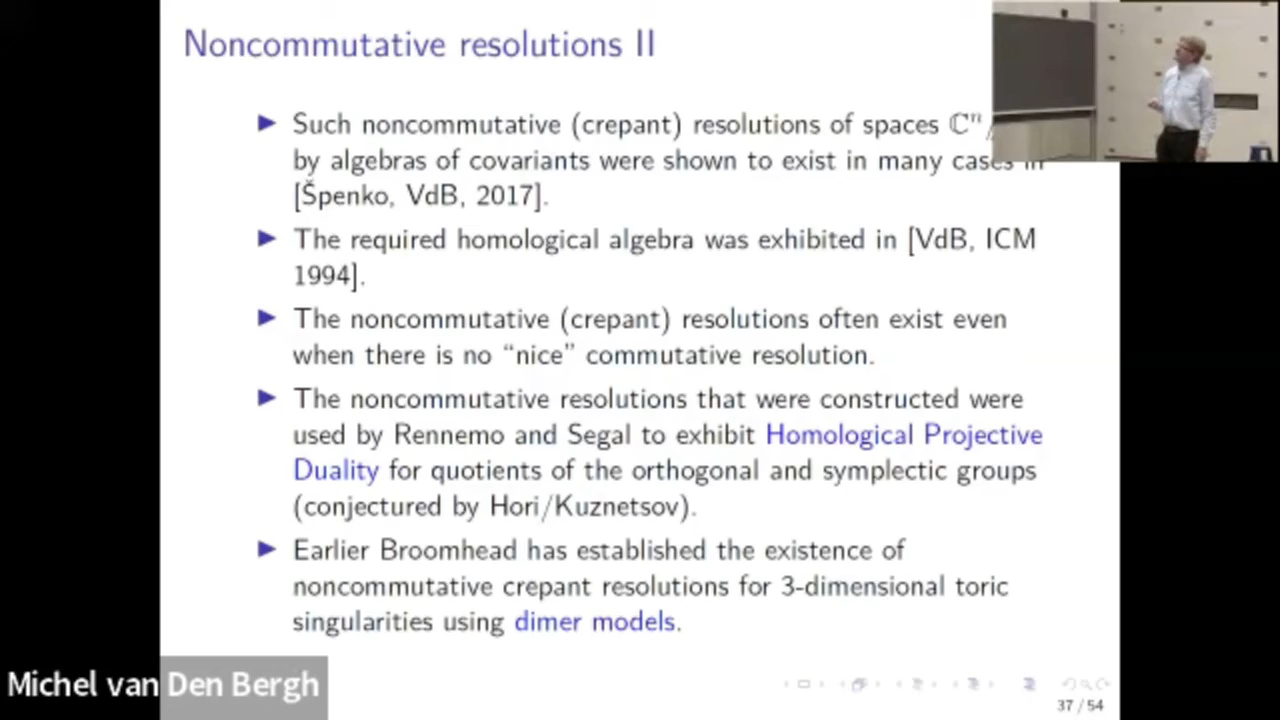 Noncommutative resolutions II
▶ Such noncommutative (crepant) resolutions of spaces ℂⁿ/
by algebras of covariants were shown to exist in many cases in
[Špenko, VdB, 2017].
▶ The required homological algebra was exhibited in [VdB, ICM
1994].
▶ The noncommutative (crepant) resolutions often exist even
when there is no “nice” commutative resolution.
▶ The noncommutative resolutions that were constructed were
used by Rennemo and Segal to exhibit Homological Projective
Duality for quotients of the orthogonal and symplectic groups
(conjectured by Hori/Kuznetsov).
▶ Earlier Broomhead has established the existence of
noncommutative crepant resolutions for 3-dimensional toric
singularities using dimer models.
Michel van Den Bergh
37 / 54